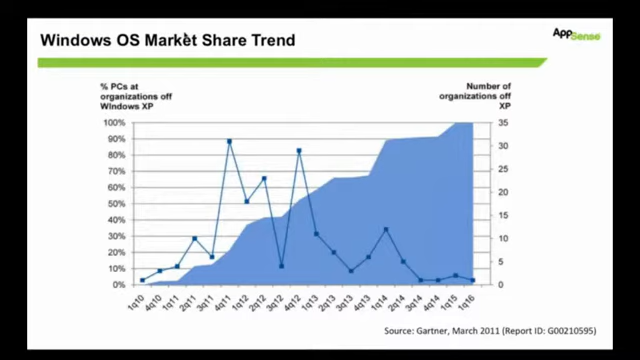 Windows OS Market Share Trend
AppSense
% PCs at
organizations off
Windows XP
Number of
organizations off
XP
100%
90%
80%
70%
60%
50%
40%
30%
20%
10%
0%
35
30
25
20
15
10
5
0
1q10
4q10
1q11
2q11
3q11
4q11
1q12
2q12
3q12
4q12
1q13
2q13
3q13
4q13
1q14
2q14
3q14
4q14
1q15
1q16
Source: Gartner, March 2011 (Report ID: G00210595)